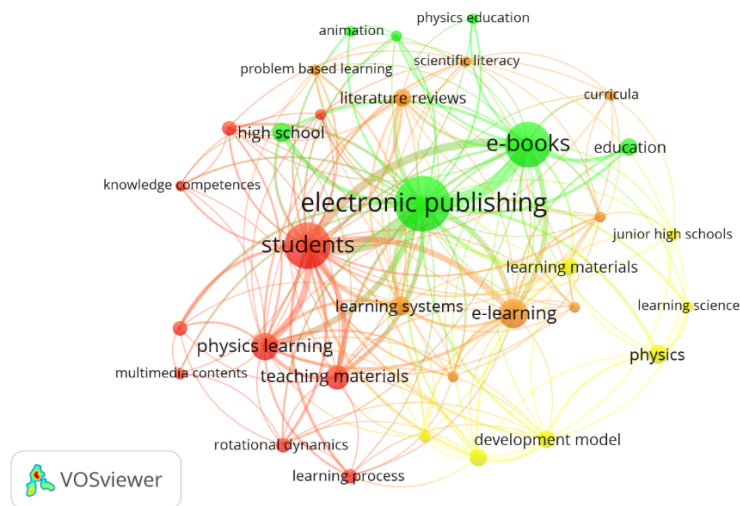 physics education
animation
scientific literacy
problem based learning
literature reviews
curricula
high school
e-books
education
knowledge competences
electronic publishing
students
junior high schools
learning materials
learning systems
learning science
e-learning
physics learning
physics
multimedia contents
teaching materials
rotational dynamics
development model
learning process
VOSviewer